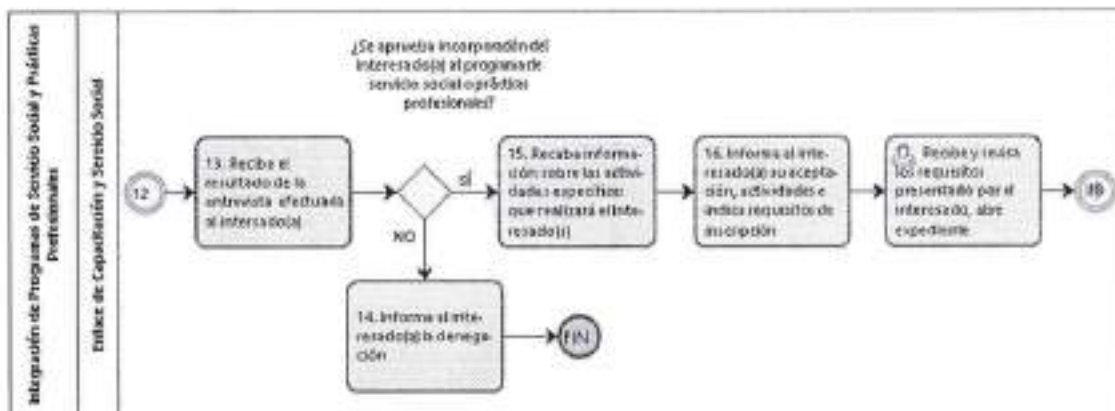 Integración de Programas de Servicio Social y Prácticas
Profesionales
Enlace de Capacitación y Servicio Social
¿Se aprueba incorporación del
interesado(a) al programa de
servicio social o prácticas
profesionales?
12
13. Recibe el
resultado de la
entrevista efectuada
al intersado(a)
SÍ
NO
15. Recaba informa-
ción sobre las activi-
dades específicas
que realizará el inte-
resado(a)
16. Informa al inte-
resado(a) su acepta-
ción, actividades e
indica requisitos de
inscripción
Recibe y revisa
los requisitos
presentado por el
interesado, abre
expediente
14. Informa al inte-
resado(a) la denega-
ción
FIN